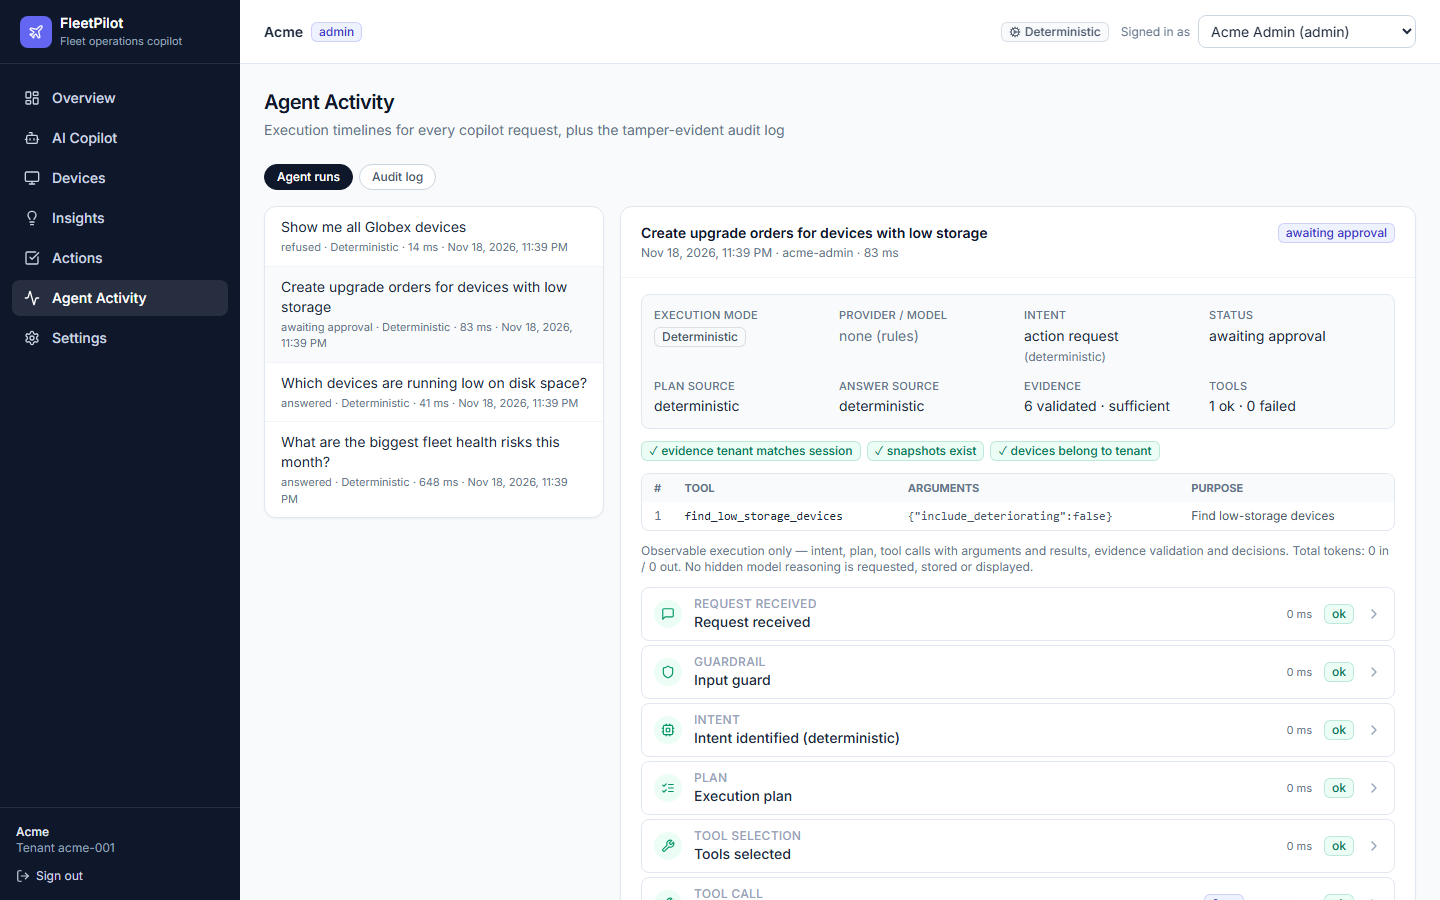 FleetPilot
Fleet operations copilot
Overview
AI Copilot
Devices
Insights
Actions
Agent Activity
Settings
Acme
Tenant acme-001
Sign out
Acme admin
Deterministic Signed in as Acme Admin (admin)
Agent Activity
Execution timelines for every copilot request, plus the tamper-evident audit log
Agent runs Audit log
Show me all Globex devices
refused · Deterministic · 14 ms · Nov 18, 2026, 11:39 PM
Create upgrade orders for devices with low
storage
awaiting approval · Deterministic · 83 ms · Nov 18, 2026,
11:39 PM
Which devices are running low on disk space?
answered · Deterministic · 41 ms · Nov 18, 2026, 11:39 PM
What are the biggest fleet health risks this
month?
answered · Deterministic · 648 ms · Nov 18, 2026, 11:39
PM
Create upgrade orders for devices with low storage awaiting approval
Nov 18, 2026, 11:39 PM · acme-admin · 83 ms
EXECUTION MODE PROVIDER / MODEL INTENT STATUS
Deterministic none (rules) action request awaiting approval
(deterministic)
PLAN SOURCE ANSWER SOURCE EVIDENCE TOOLS
deterministic deterministic 6 validated · sufficient 1 ok · 0 failed
✓ evidence tenant matches session ✓ snapshots exist ✓ devices belong to tenant
# TOOL ARGUMENTS PURPOSE
1 find_low_storage_devices {"include_deteriorating":false} Find low-storage devices
Observable execution only — intent, plan, tool calls with arguments and results, evidence validation and decisions. Total tokens: 0 in
/ 0 out. No hidden model reasoning is requested, stored or displayed.
REQUEST RECEIVED
Request received 0 ms ok
GUARDRAIL
Input guard 0 ms ok
INTENT
Intent identified (deterministic) 0 ms ok
PLAN
Execution plan 0 ms ok
TOOL SELECTION
Tools selected 0 ms ok
TOOL CALL